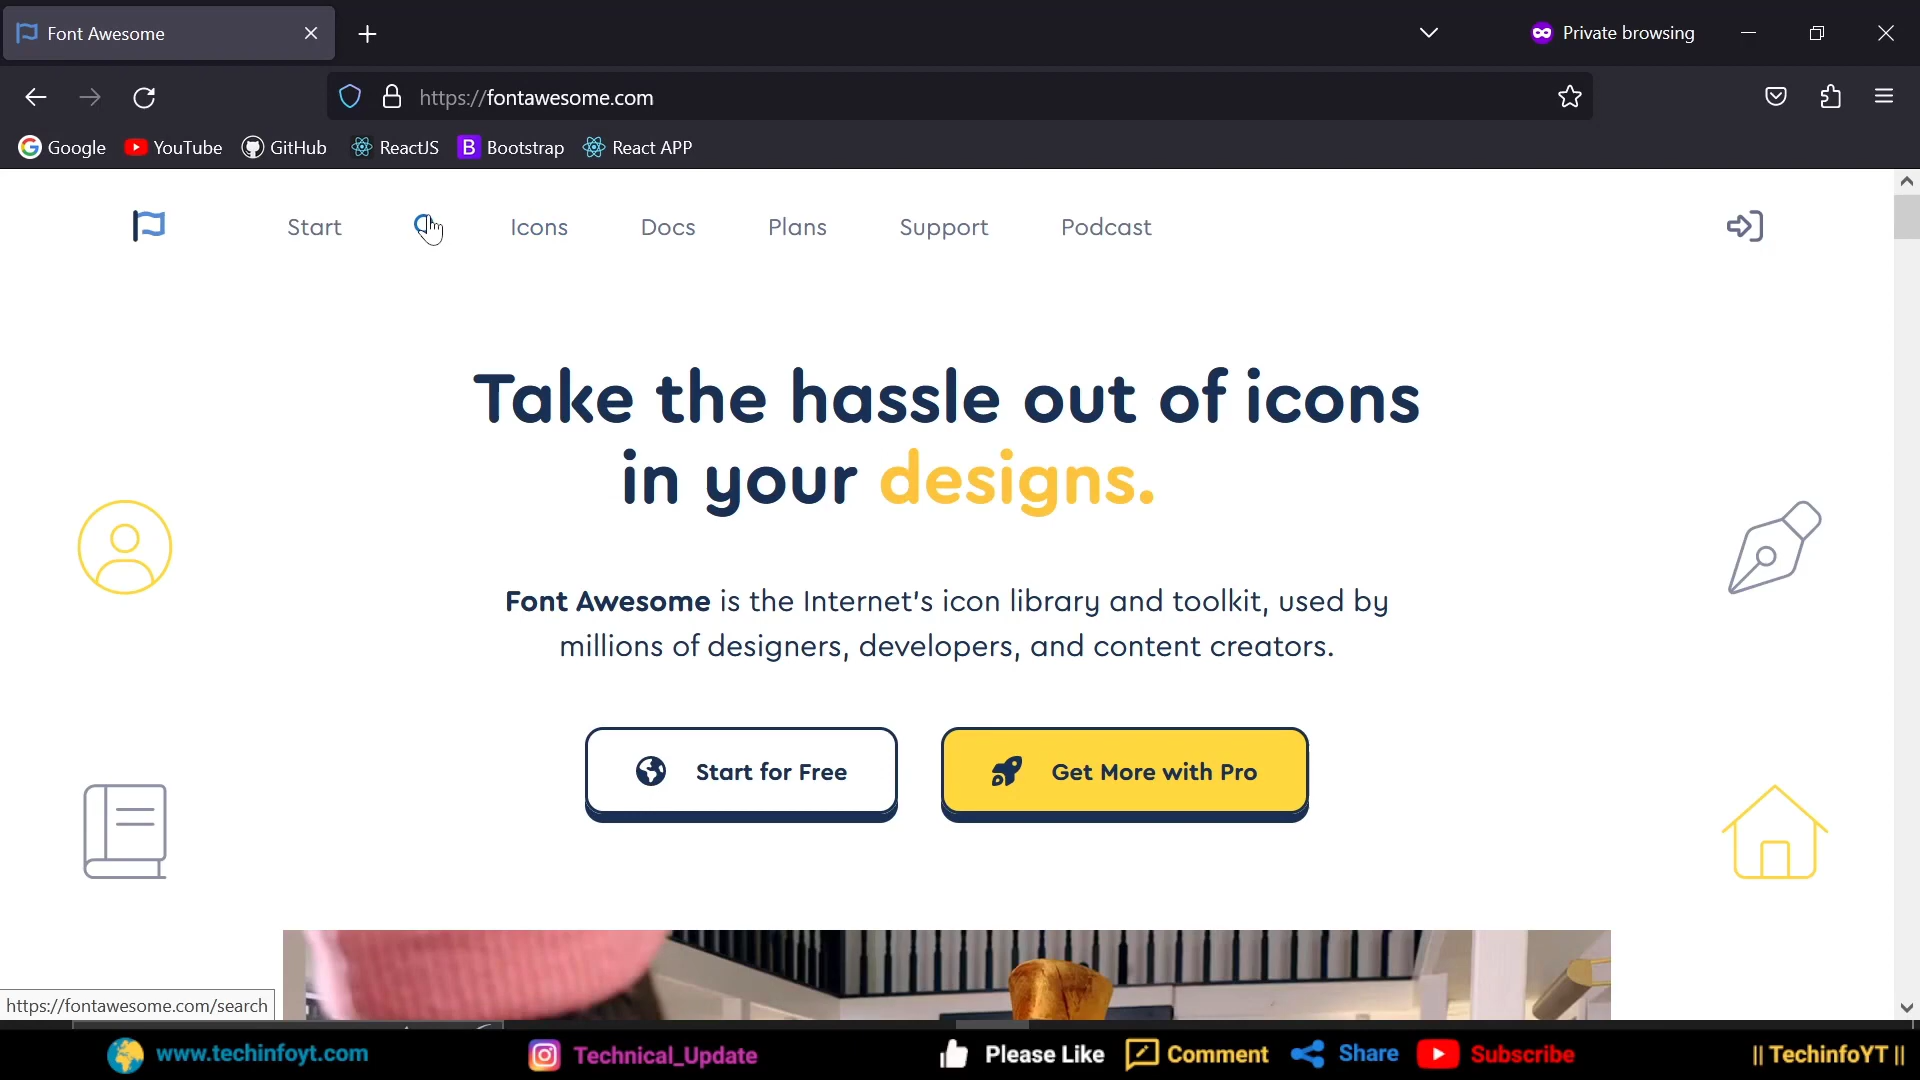 Font Awesome
Private browsing
https://fontawesome.com
Google YouTube GitHub ReactJS Bootstrap React APP
Start Icons Docs Plans Support Podcast
Take the hassle out of icons
in your designs.
Font Awesome is the Internet's icon library and toolkit, used by
millions of designers, developers, and content creators.
Start for Free Get More with Pro
https://fontawesome.com/search
www.techinfoyt.com Technical_Update Please Like Comment Share Subscribe || TechinfoYT ||